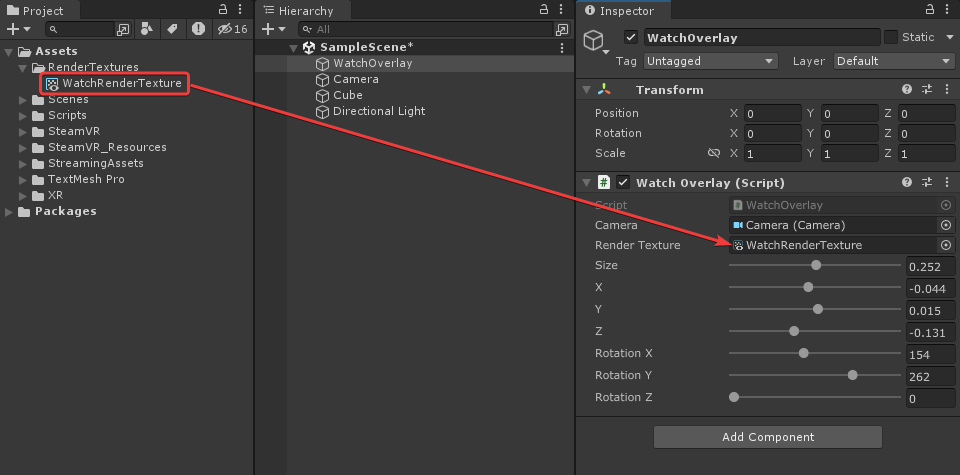 Project
16
Assets
RenderTextures
WatchRenderTexture
Scenes
Scripts
SteamVR
SteamVR_Resources
StreamingAssets
TextMesh Pro
XR
Packages
Hierarchy
All
SampleScene*
WatchOverlay
Camera
Cube
Directional Light
Inspector
WatchOverlay Static
Tag Untagged Layer Default
Transform
Position X 0 Y 0 Z 0
Rotation X 0 Y 0 Z 0
Scale X 1 Y 1 Z 1
# Watch Overlay (Script)
Script # WatchOverlay
Camera Camera (Camera)
Render Texture WatchRenderTexture
Size 0.252
X -0.044
Y 0.015
Z -0.131
Rotation X 154
Rotation Y 262
Rotation Z 0
Add Component